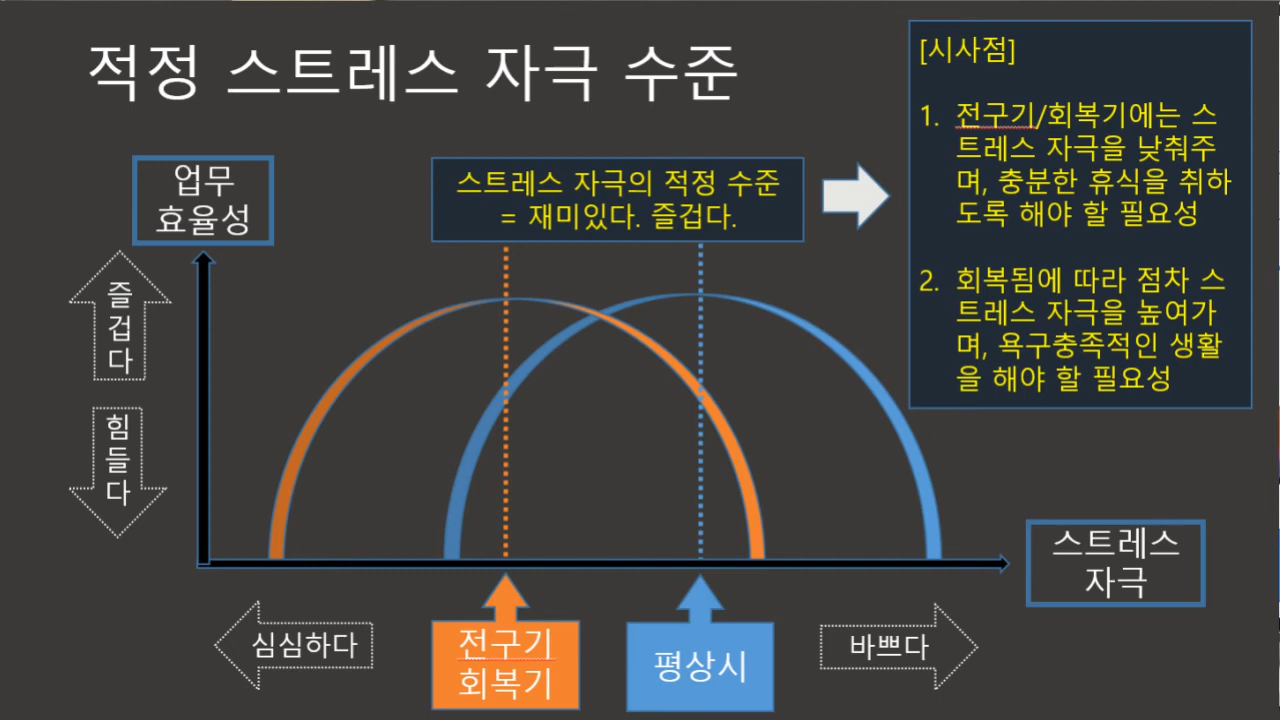 적정 스트레스 자극 수준
[시사점]
1. 전구기/회복기에는 스
트레스 자극을 낮춰주
며, 충분한 휴식을 취하
도록 해야 할 필요성
2. 회복됨에 따라 점차 스
트레스 자극을 높여가
며, 욕구충족적인 생활
을 해야 할 필요성
업무
효율성
스트레스 자극의 적정 수준
= 재미있다. 즐겁다.
즐
겁
다
힘
들
다
스트레스
자극
심심하다
전구기
회복기
평상시
바쁘다